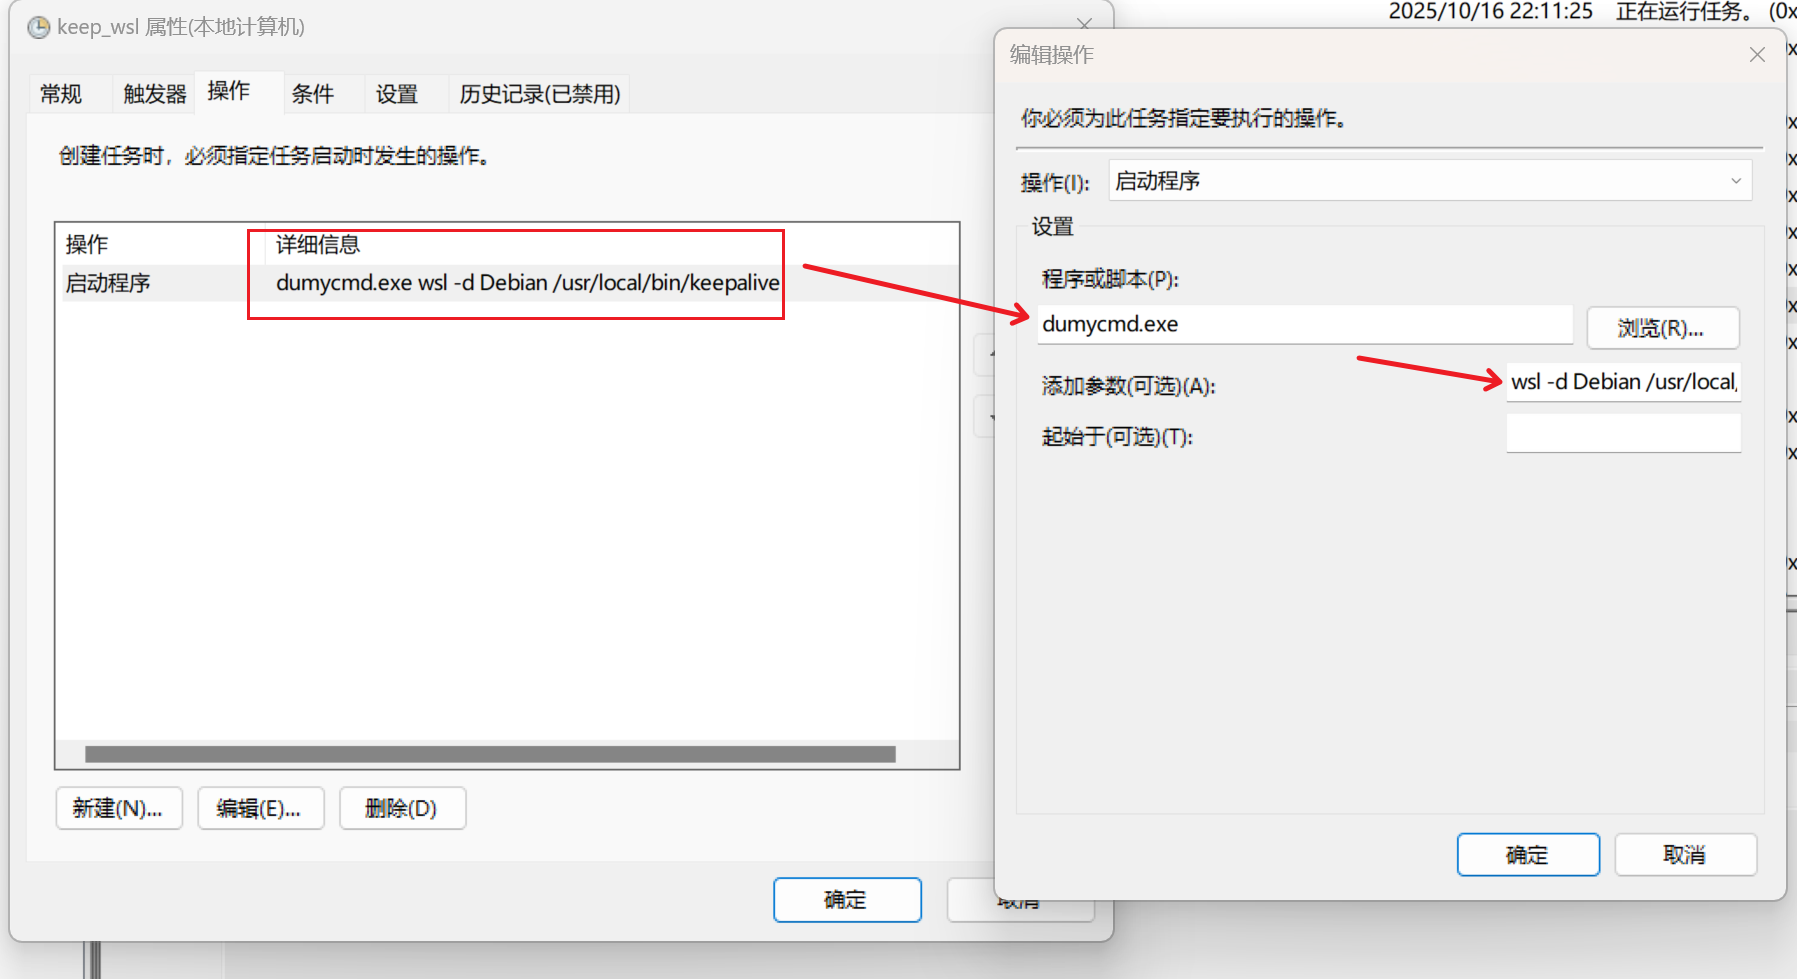 2025/10/16 22:11:25 正在运行任务。 (0x
keep_wsl 属性(本地计算机)
常规 触发器 操作 条件 设置 历史记录(已禁用)
创建任务时，必须指定任务启动时发生的操作。
操作 详细信息
启动程序 dumycmd.exe wsl -d Debian /usr/local/bin/keepalive
新建(N)... 编辑(E)... 删除(D)
确定 取消
编辑操作
你必须为此任务指定要执行的操作。
操作(I): 启动程序
设置
程序或脚本(P):
dumycmd.exe 浏览(R)...
添加参数(可选)(A): wsl -d Debian /usr/local/
起始于(可选)(T):
确定 取消